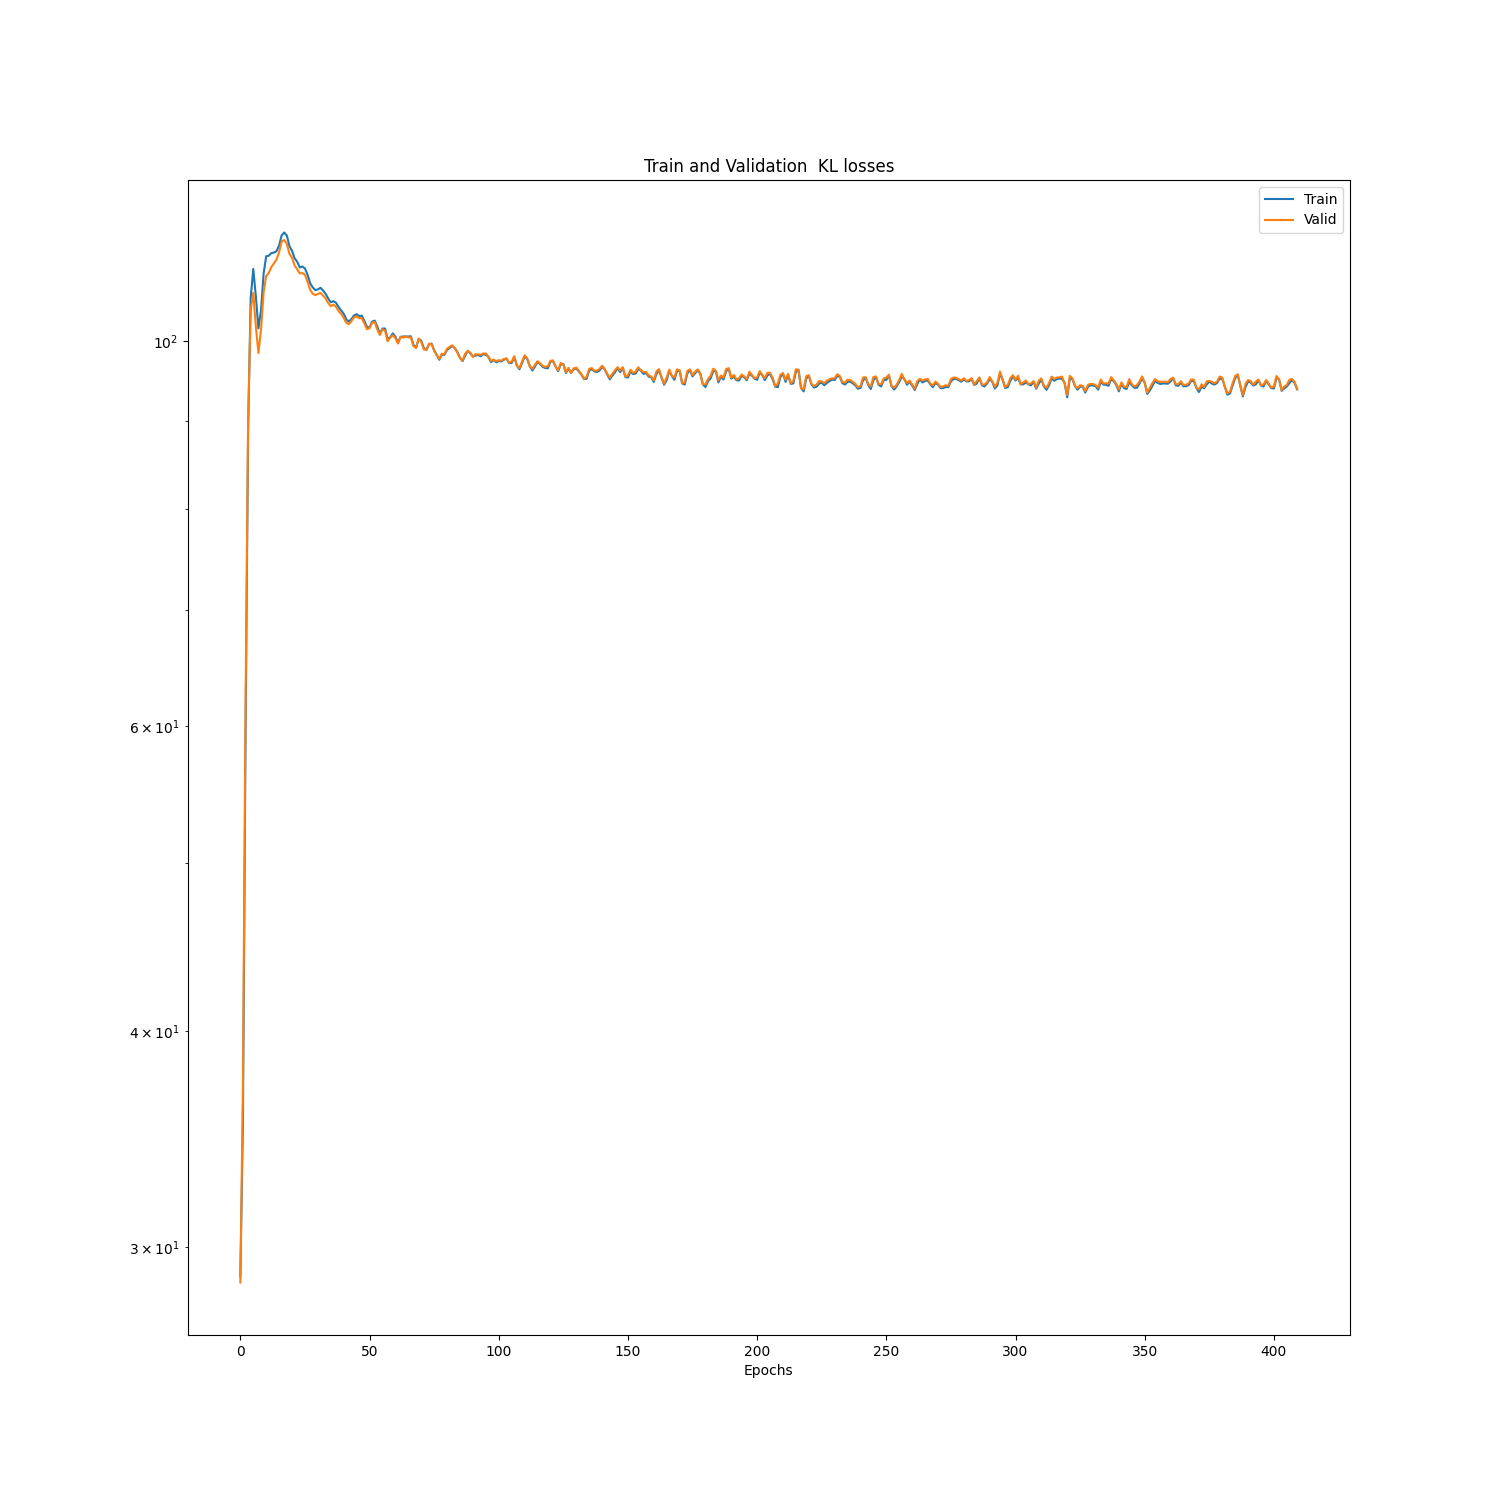 Train and Validation  KL losses
Train
Valid
10²
6 × 10¹
4 × 10¹
3 × 10¹
0 50 100 150 200 250 300 350 400
Epochs